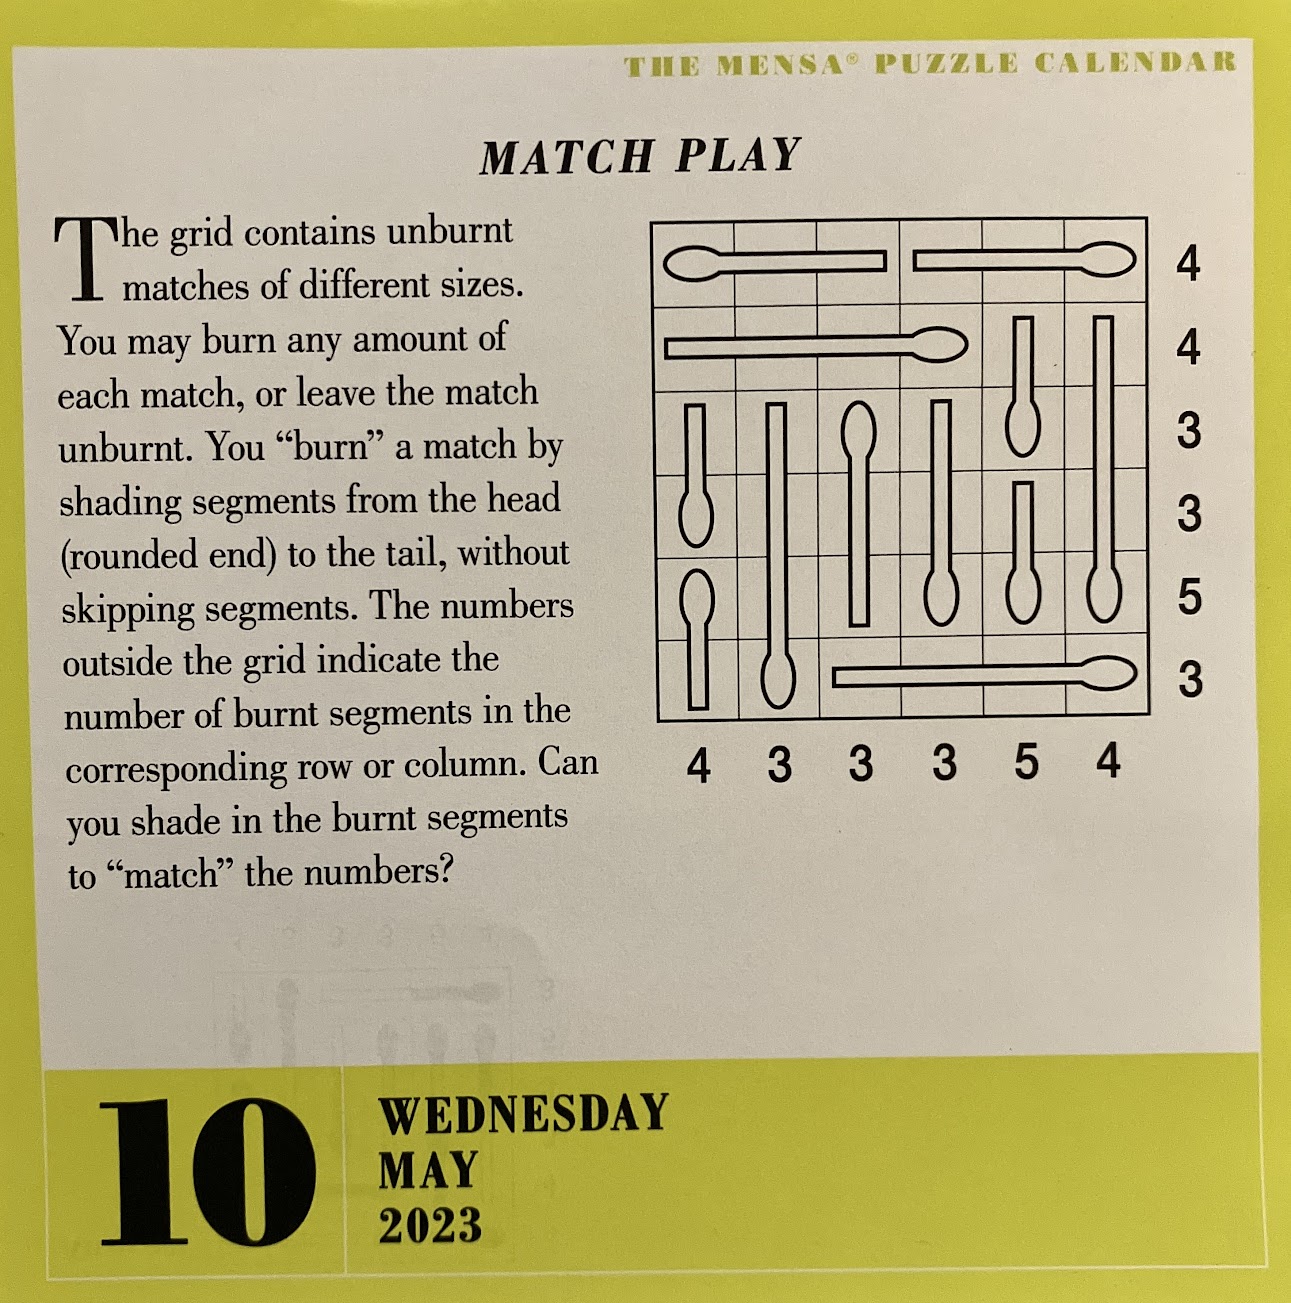 THE MENSA® PUZZLE CALENDAR
MATCH PLAY
The grid contains unburnt
matches of different sizes.
You may burn any amount of
each match, or leave the match
unburnt. You “burn” a match by
shading segments from the head
(rounded end) to the tail, without
skipping segments. The numbers
outside the grid indicate the
number of burnt segments in the
corresponding row or column. Can
you shade in the burnt segments
to “match” the numbers?
4
4
3
3
5
3
4 3 3 3 5 4
10
WEDNESDAY
MAY
2023